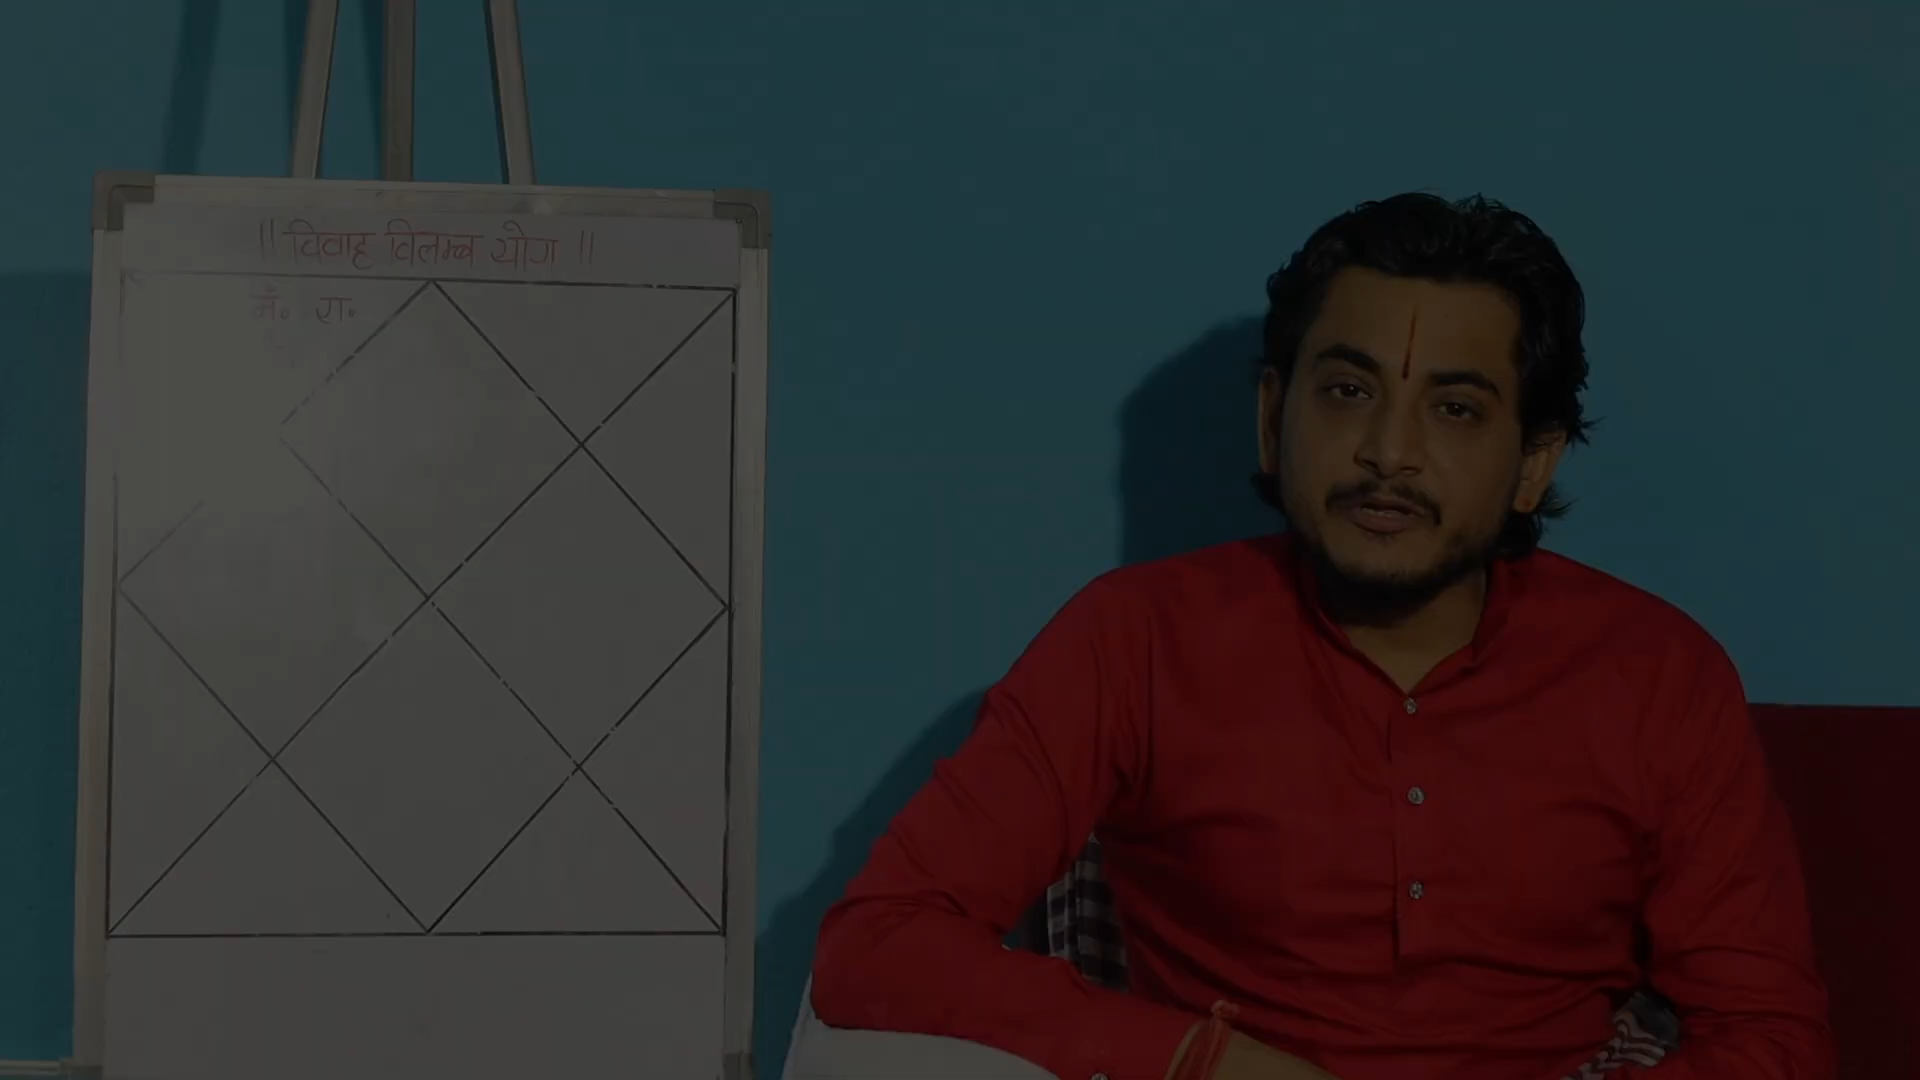 || विवाह विलम्ब योग ||
मं० रा०